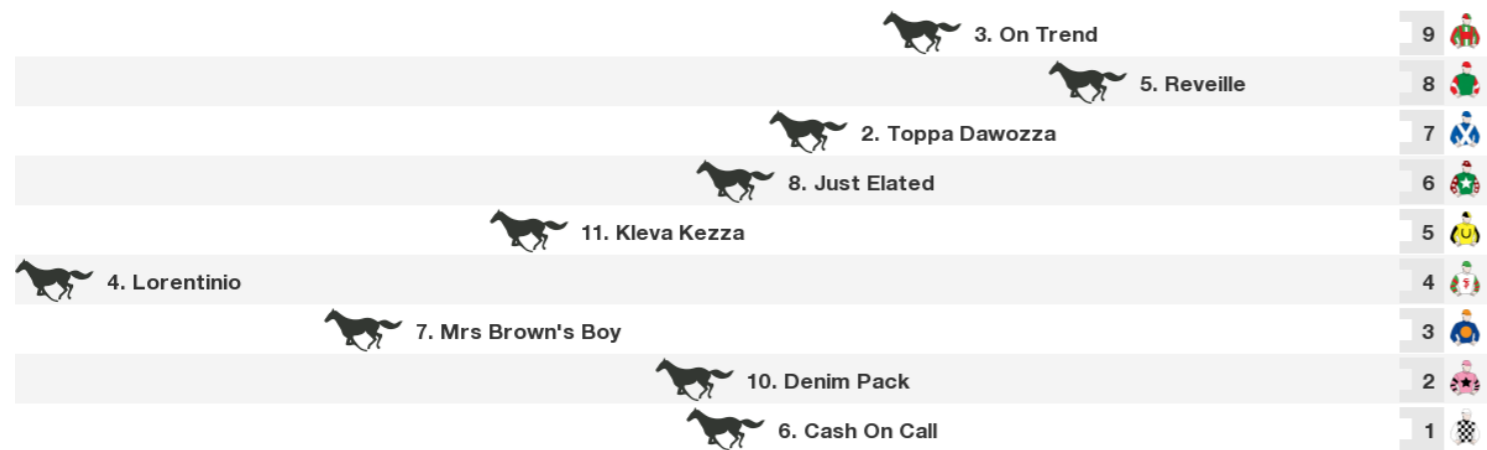 3. On Trend 9
5. Reveille 8
2. Toppa Dawozza 7
8. Just Elated 6
11. Kleva Kezza 5
4. Lorentinio 4
7. Mrs Brown's Boy 3
10. Denim Pack 2
6. Cash On Call 1